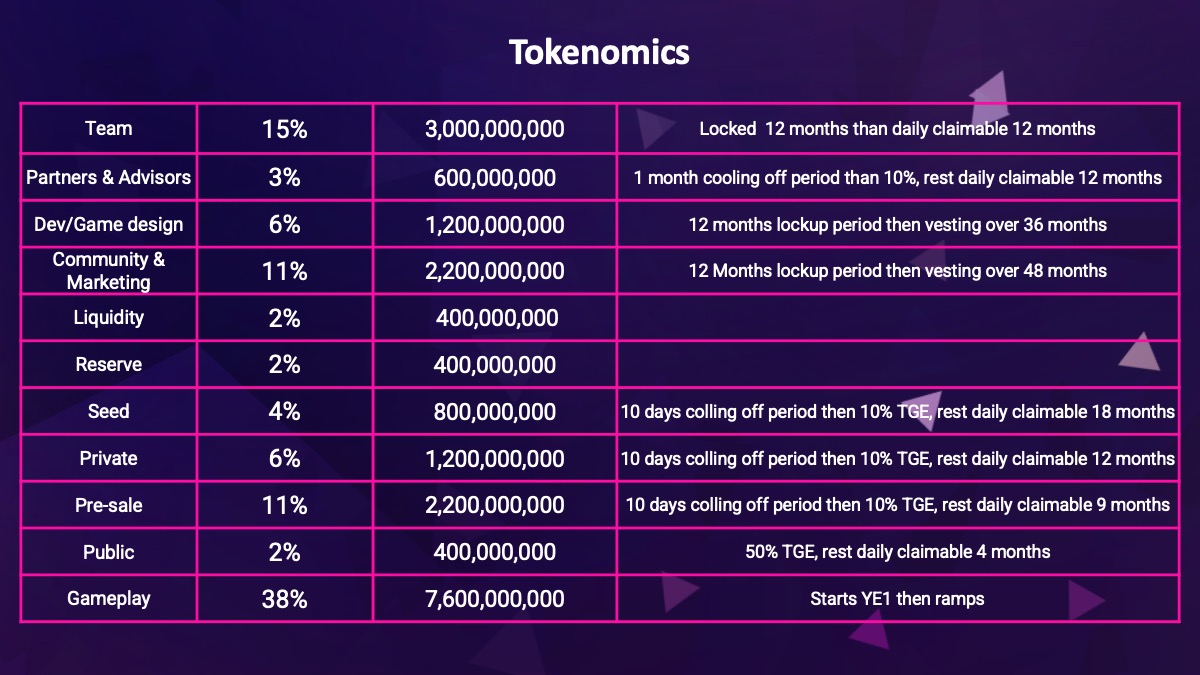 Tokenomics
Team 15% 3,000,000,000 Locked  12 months than daily claimable 12 months
Partners & Advisors 3% 600,000,000 1 month cooling off period than 10%, rest daily claimable 12 months
Dev/Game design 6% 1,200,000,000 12 months lockup period then vesting over 36 months
Community &
Marketing 11% 2,200,000,000 12 Months lockup period then vesting over 48 months
Liquidity 2% 400,000,000
Reserve 2% 400,000,000
Seed 4% 800,000,000 10 days colling off period then 10% TGE, rest daily claimable 18 months
Private 6% 1,200,000,000 10 days colling off period then 10% TGE, rest daily claimable 12 months
Pre-sale 11% 2,200,000,000 10 days colling off period then 10% TGE, rest daily claimable 9 months
Public 2% 400,000,000 50% TGE, rest daily claimable 4 months
Gameplay 38% 7,600,000,000 Starts YE1 then ramps